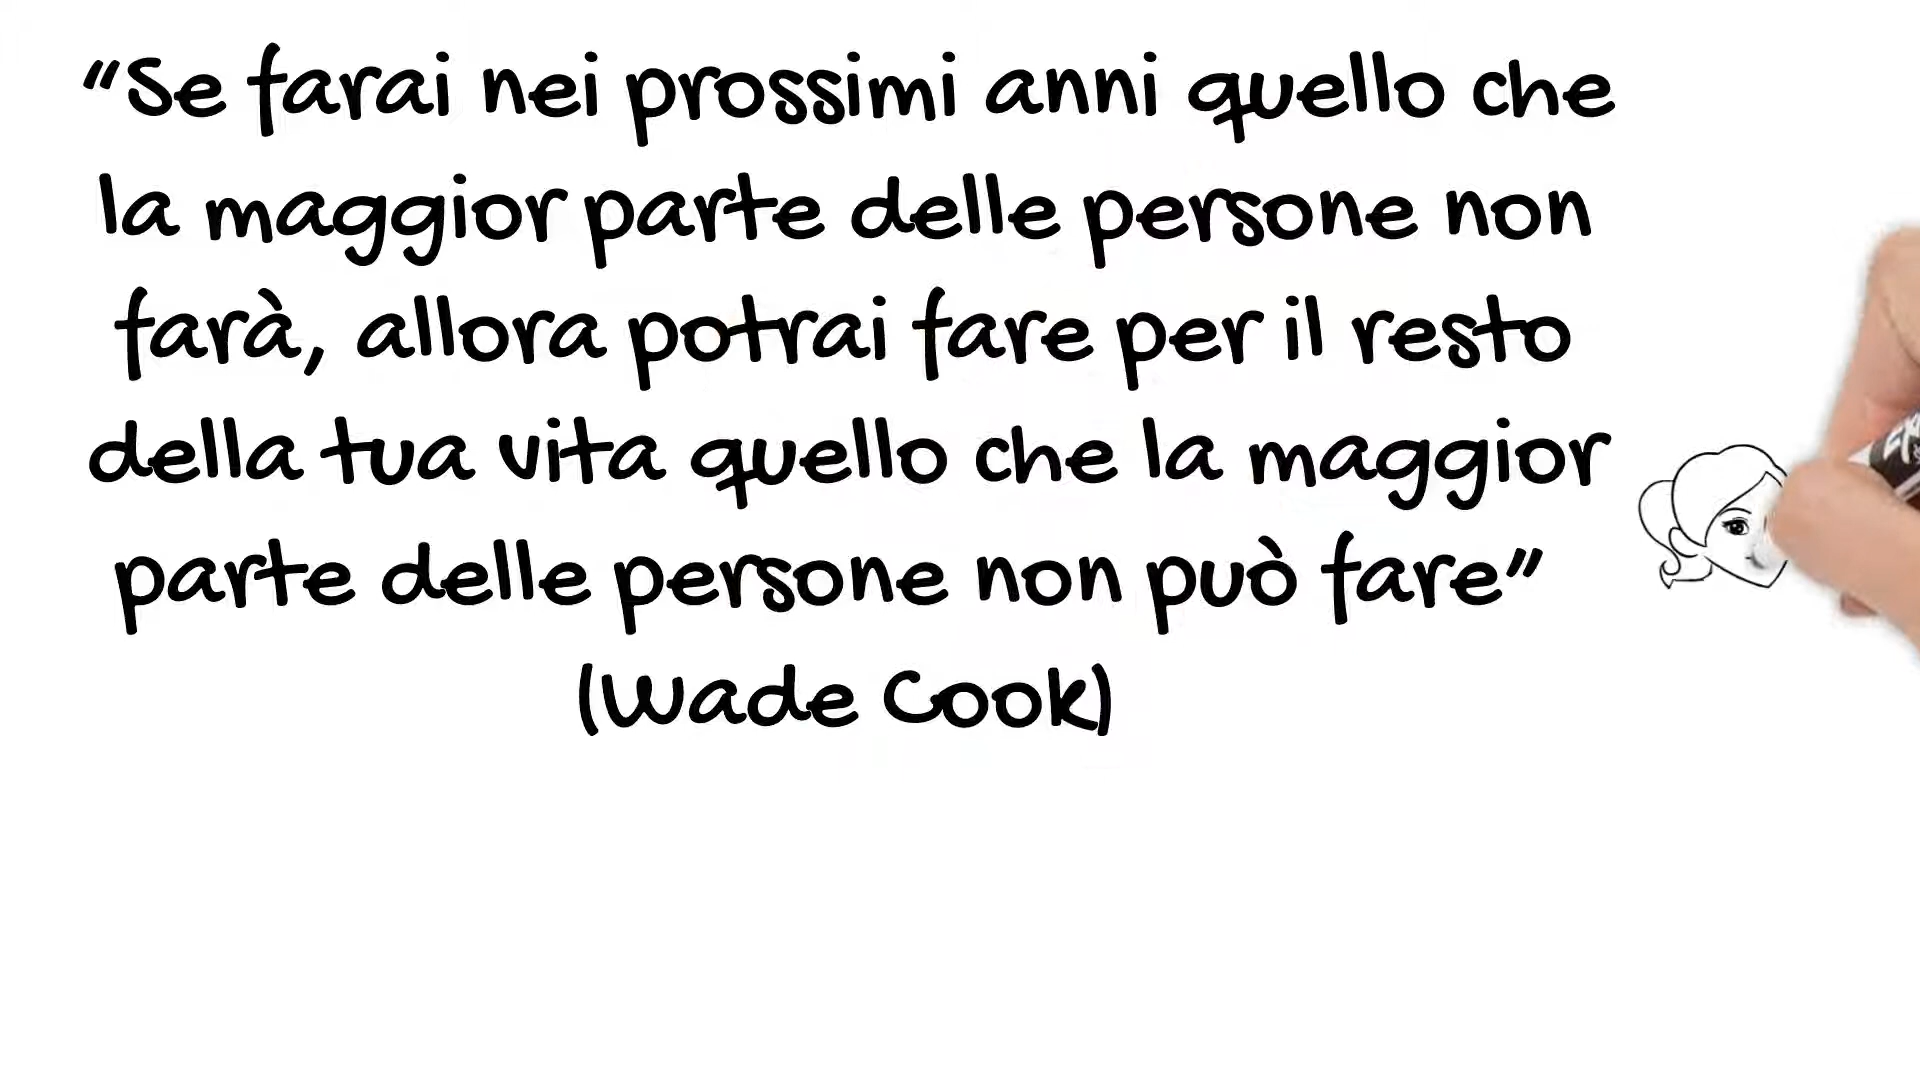 “Se farai nei prossimi anni quello che
la maggior parte delle persone non
farà, allora potrai fare per il resto
della tua vita quello che la maggior
parte delle persone non può fare”
(Wade Cook)